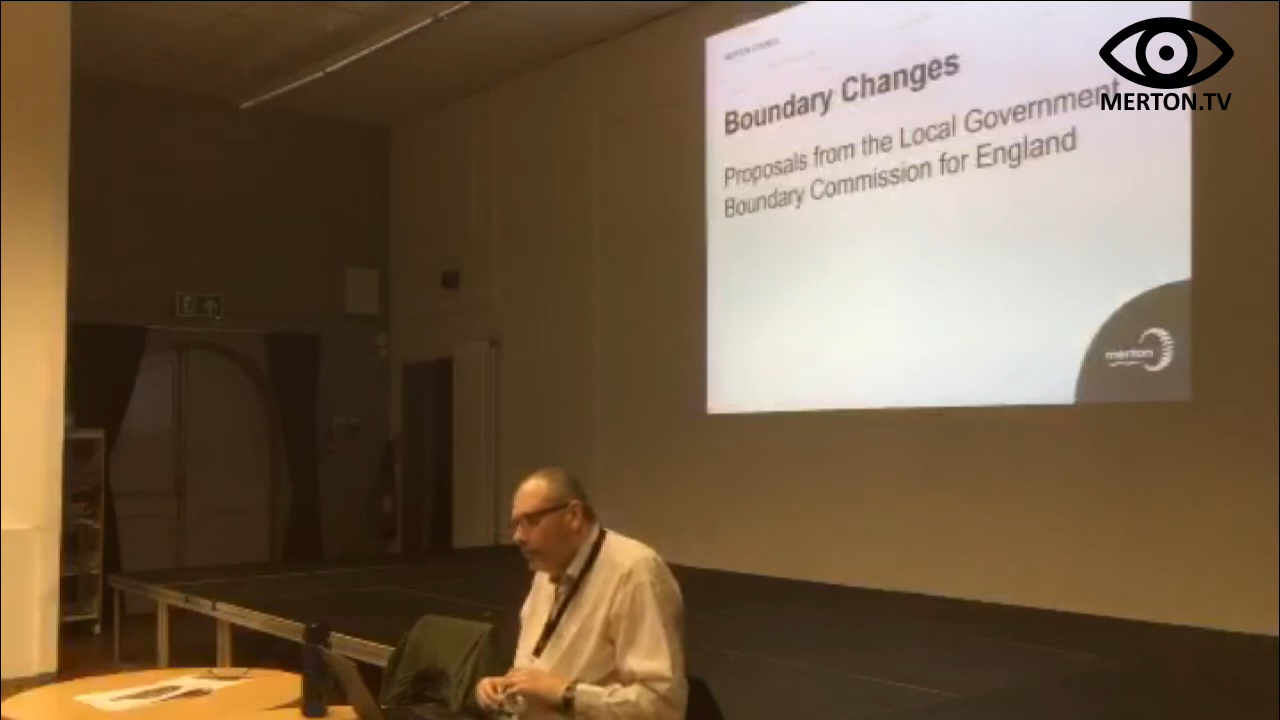 MERTON COUNCIL
Boundary Changes
Proposals from the Local Government
Boundary Commission for England
merton
MERTON.TV